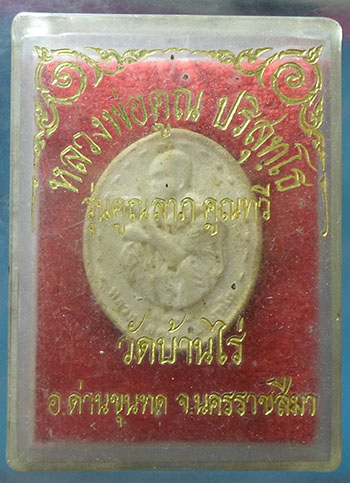 หลวงพ่อคูณ ปริสุทฺโธ
รุ่นคูณลาภ คูณทวี
วัดบ้านไร่
อ.ด่านขุนทด จ.นครราชสีมา